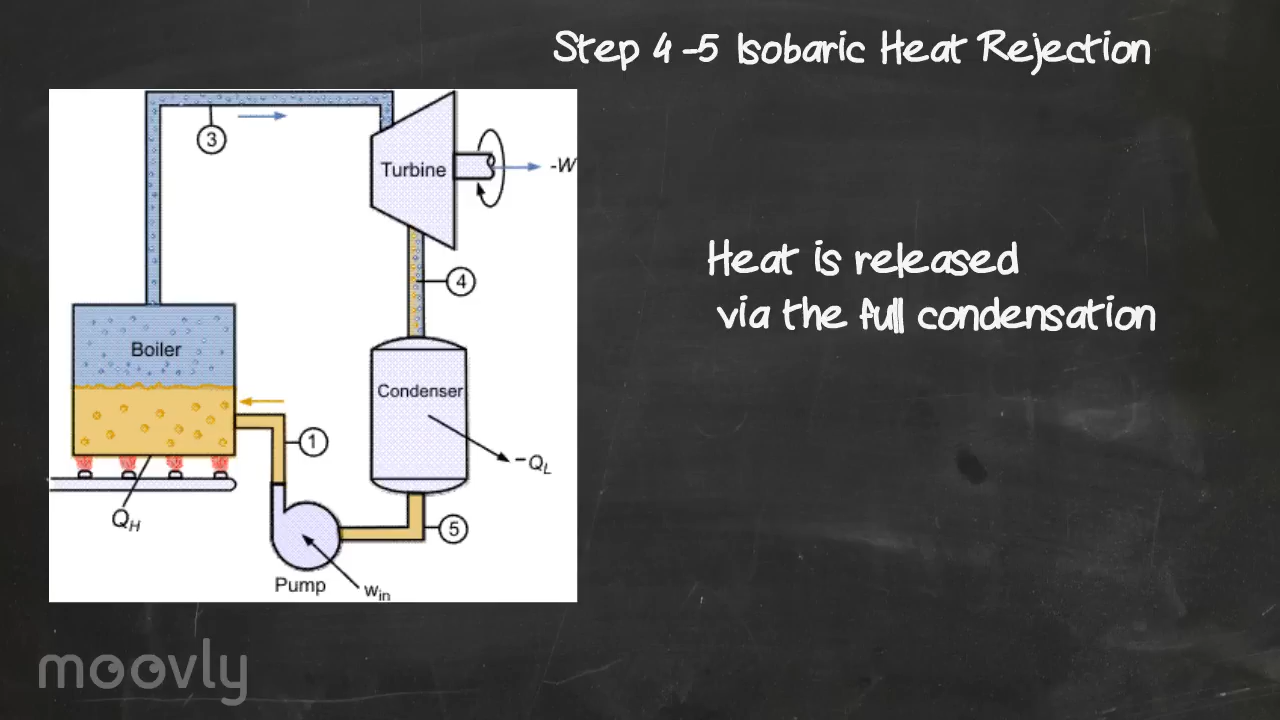 Step 4-5 Isobaric Heat Rejection
3
Turbine
-W
4
Heat is released
via the full condensation
Boiler
Condenser
1
-QL
QH
5
Pump
win
moovly